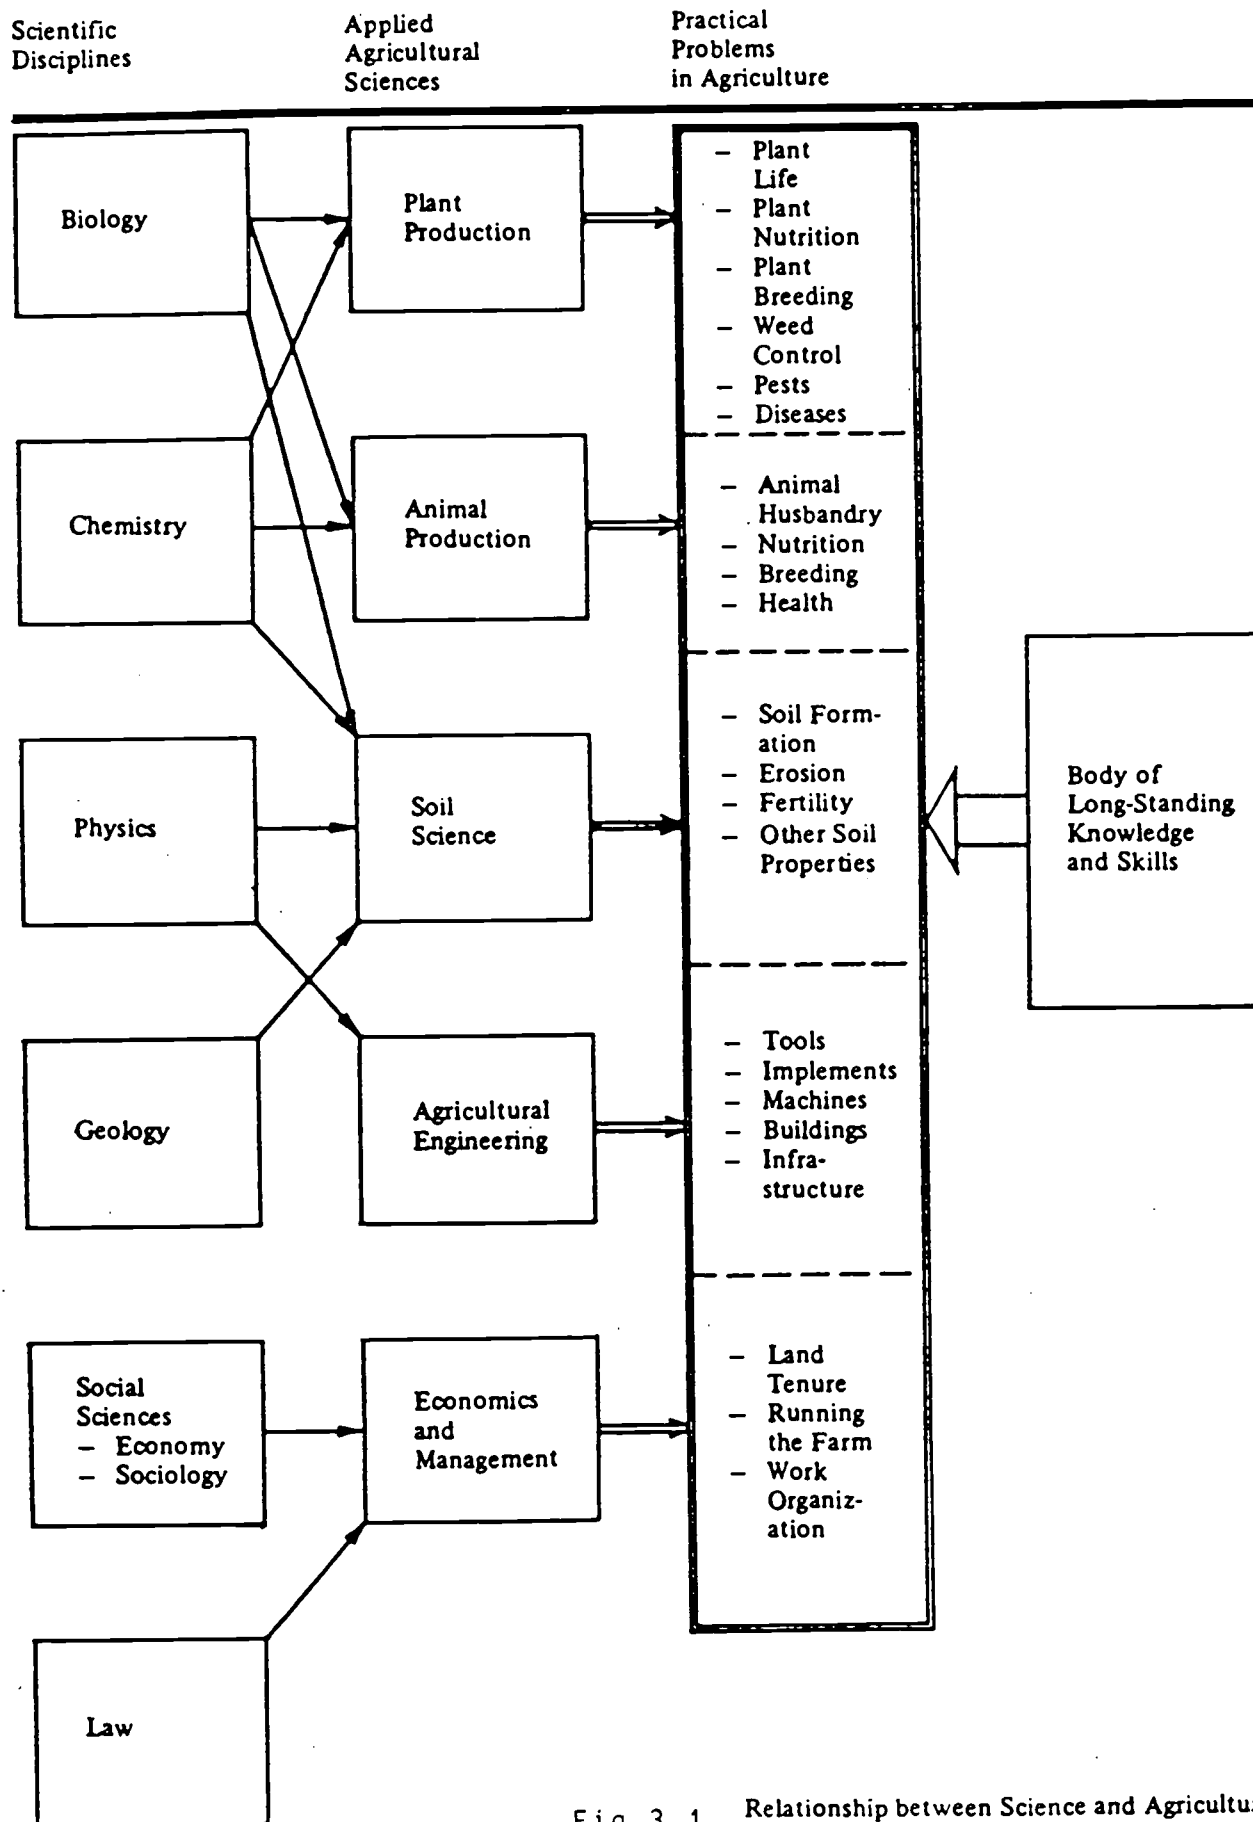 Scientific
Disciplines
Applied
Agricultural
Sciences
Practical
Problems
in Agriculture
Biology
Plant
Production
– Plant
Life
– Plant
Nutrition
– Plant
Breeding
– Weed
Control
– Pests
– Diseases
Chemistry
Animal
Production
– Animal
Husbandry
– Nutrition
– Breeding
– Health
Physics
Soil
Science
– Soil Form-
ation
– Erosion
– Fertility
– Other Soil
Properties
Body of
Long-Standing
Knowledge
and Skills
Geology
Agricultural
Engineering
– Tools
– Implements
– Machines
– Buildings
– Infra-
structure
Social
Sciences
– Economy
– Sociology
Economics
and
Management
– Land
Tenure
– Running
the Farm
– Work
Organiz-
ation
Law
Fig 3 1 Relationship between Science and